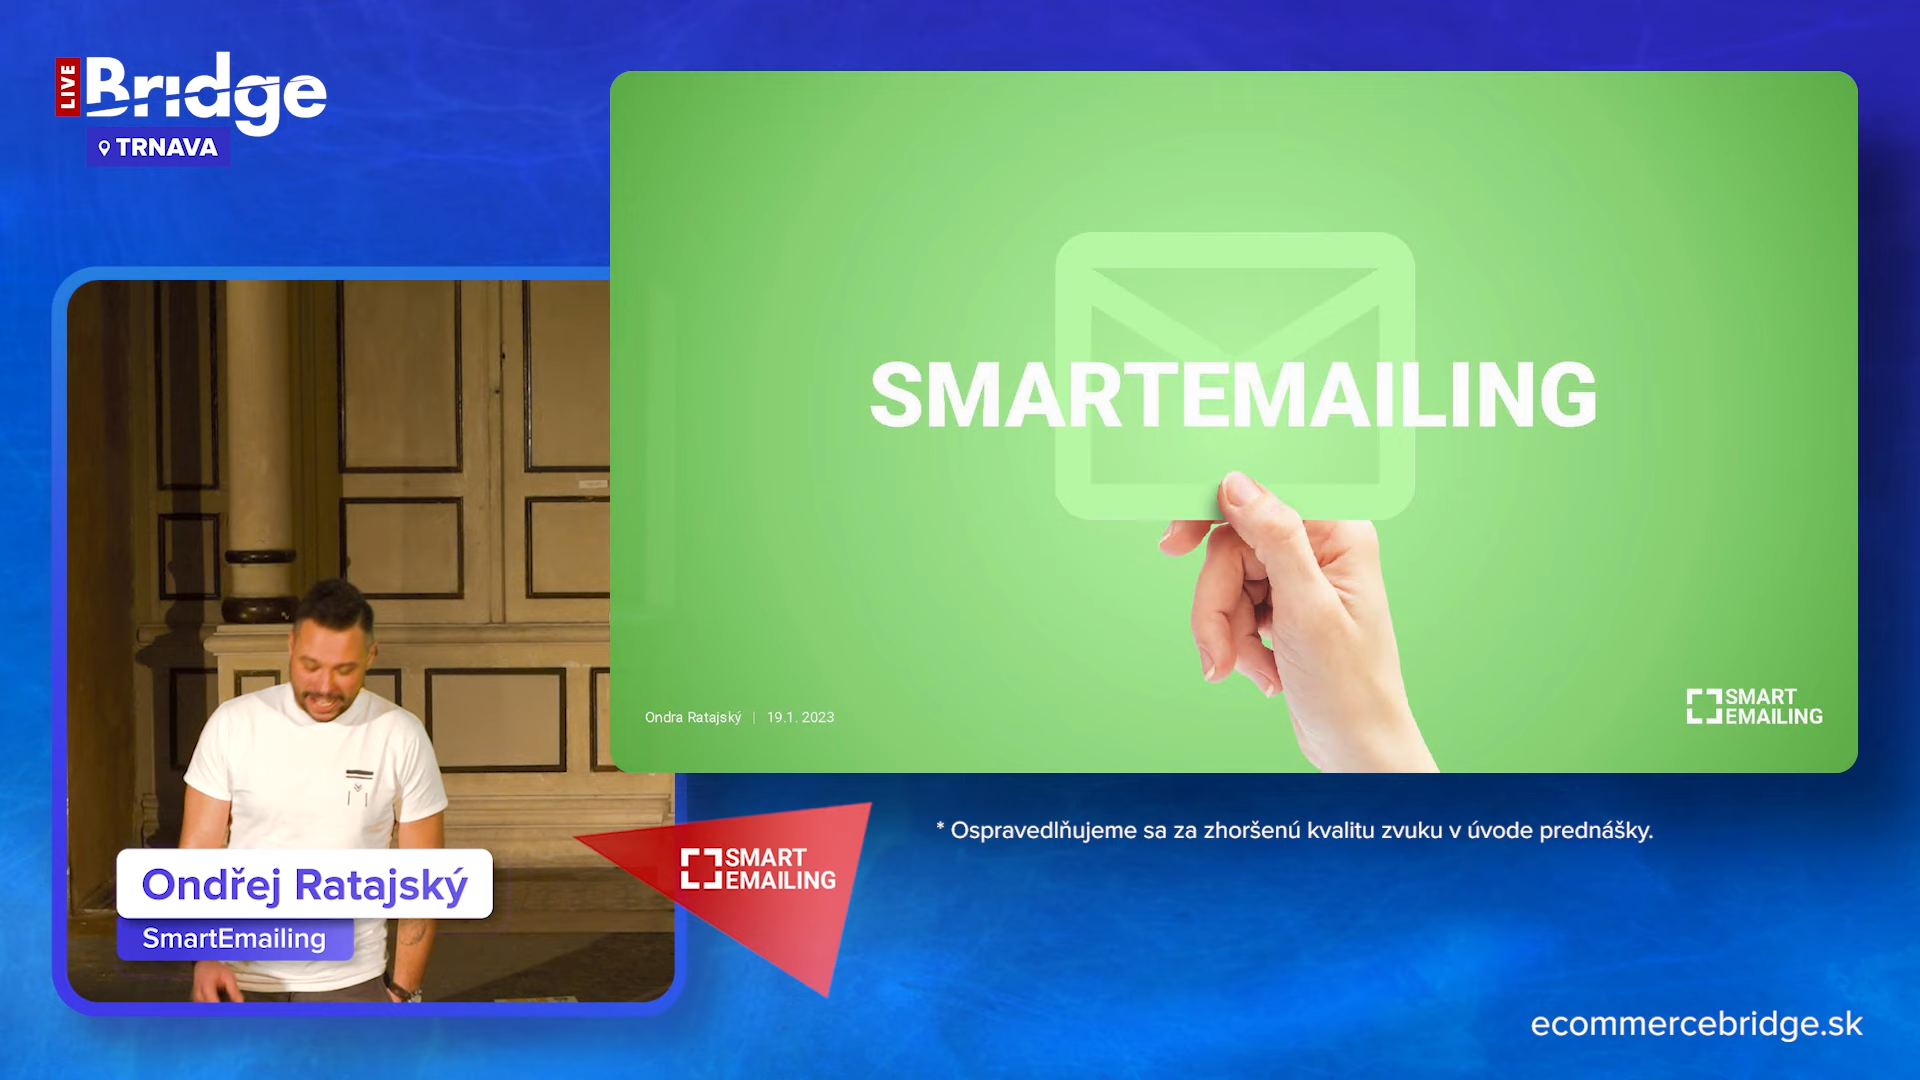 LIVE
Bridge
TRNAVA
SMARTEMAILING
Ondra Ratajský | 19.1. 2023
SMART
EMAILING
* Ospravedlňujeme sa za zhoršenú kvalitu zvuku v úvode prednášky.
SMART
EMAILING
Ondřej Ratajský
SmartEmailing
ecommercebridge.sk